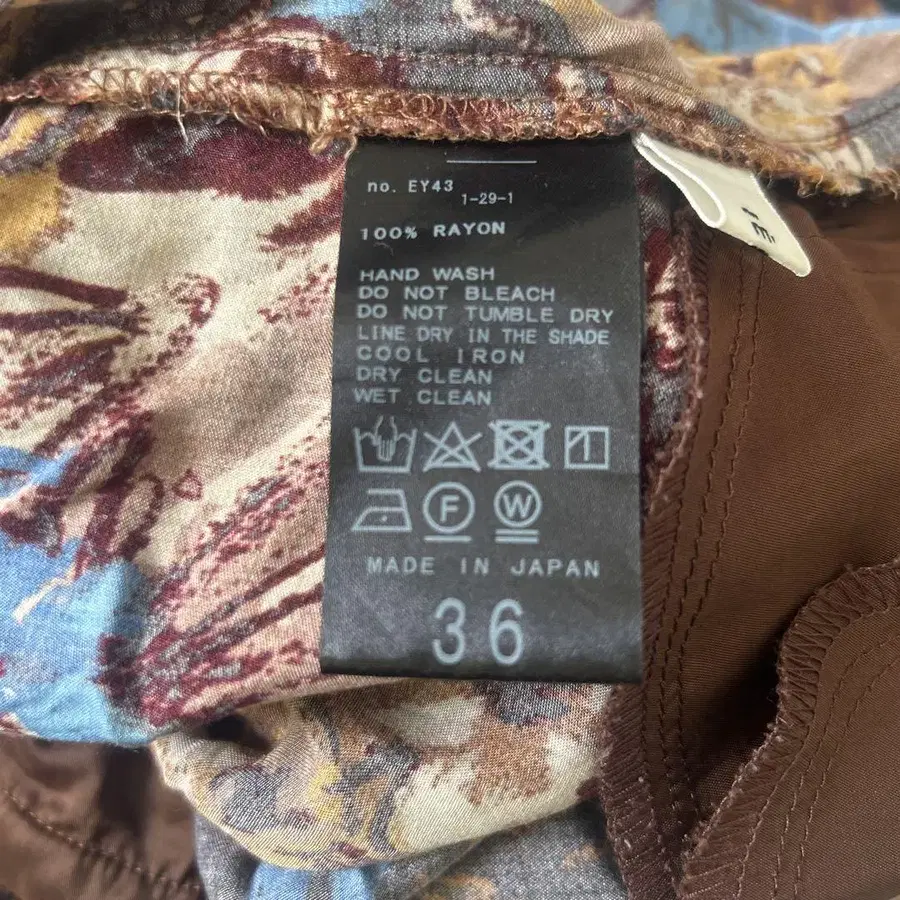 no. EY43
1-29-1
100% RAYON
HAND WASH
DO NOT BLEACH
DO NOT TUMBLE DRY
LINE DRY IN THE SHADE
COOL IRON
DRY CLEAN
WET CLEAN
F W
MADE IN JAPAN
36